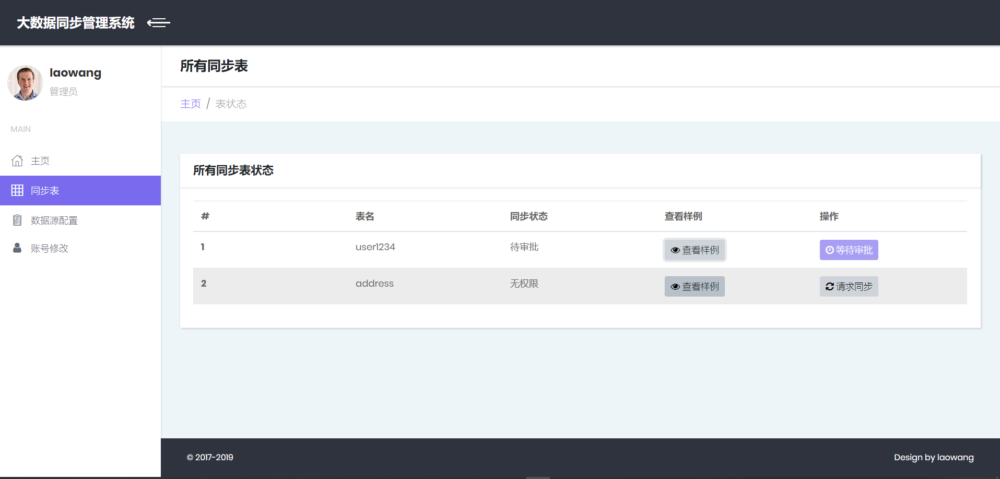 大数据同步管理系统
laowang
管理员
MAIN
主页
同步表
数据源配置
账号修改
所有同步表
主页 / 表状态
所有同步表状态
# 表名 同步状态 查看样例 操作
1 user1234 待审批 查看样例 等待审批
2 address 无权限 查看样例 请求同步
© 2017-2019 Design by laowang